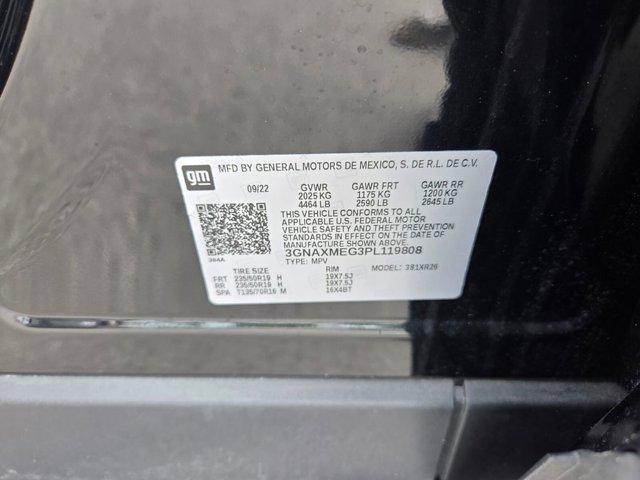 gm
MFD BY GENERAL MOTORS DE MEXICO, S. DE R.L. DE C.V.
09/22 GVWR GAWR FRT GAWR RR
2025 KG 1175 KG 1200 KG
4464 LB 2590 LB 2645 LB
THIS VEHICLE CONFORMS TO ALL
APPLICABLE U.S. FEDERAL MOTOR
VEHICLE SAFETY AND THEFT PREVENTION
STANDARDS IN EFFECT ON THE DATE OF
MANUFACTURE SHOWN ABOVE.
3GNAXMEG3PL119808
384A TYPE: MPV MODEL: 381XR26
TIRE SIZE RIM
FRT 235/50R19 H 19X7.5J
RR 235/50R19 H 19X7.5J
SPA T135/70R16 M 16X4BT